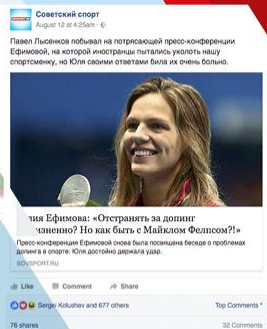 Советский спорт
August 12 at 4:25am
Павел Лысенков побывал на потрясающей пресс-конференции
Ефимовой, на которой иностранцы пытались уколоть нашу
спортсменку, но Юля своими ответами била их очень больно.
лия Ефимова: «Отстранять за допинг
изненно? Но как быть с Майклом Фелпсом?!»
Пресс-конференция Ефимовой снова была посвящена беседе о проблемах
допинга в спорте. Юля достойно держала удар.
SOVSPORT.RU
Like Comment Share
Sergei Kolushev and 677 others Top Comments
76 shares 32 Comments